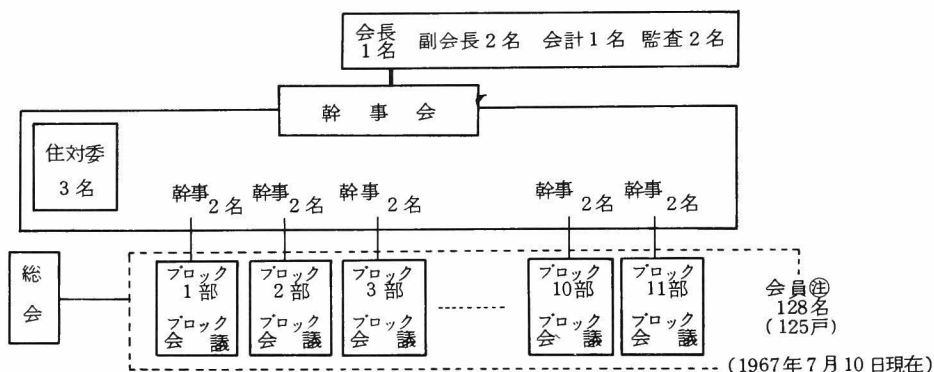 会長
1名 副会長2名 会計1名 監査2名
幹事会
住対委
3名
幹事
2名
幹事
2名
幹事
2名
幹事
2名
幹事
2名
総会
ブロック
1部
ブロック
会議
ブロック
2部
ブロック
会議
ブロック
3部
ブロック
会議
ブロック
10部
ブロック
会議
ブロック
11部
ブロック
会議
会員㊟
128名
(125戸)
(1967年7月10日現在)